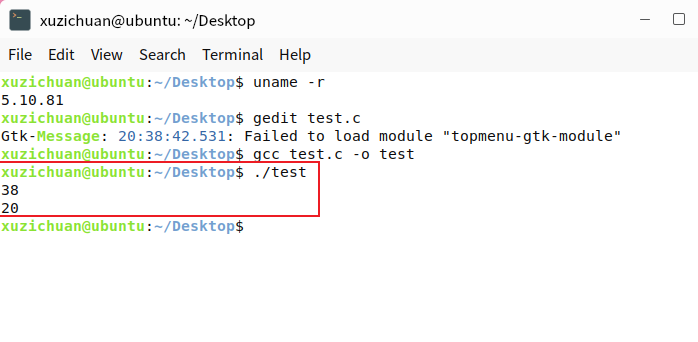 xuzichuan@ubuntu: ~/Desktop
File Edit View Search Terminal Help
xuzichuan@ubuntu:~/Desktop$ uname -r
5.10.81
xuzichuan@ubuntu:~/Desktop$ gedit test.c
Gtk-Message: 20:38:42.531: Failed to load module "topmenu-gtk-module"
xuzichuan@ubuntu:~/Desktop$ gcc test.c -o test
xuzichuan@ubuntu:~/Desktop$ ./test
38
20
xuzichuan@ubuntu:~/Desktop$